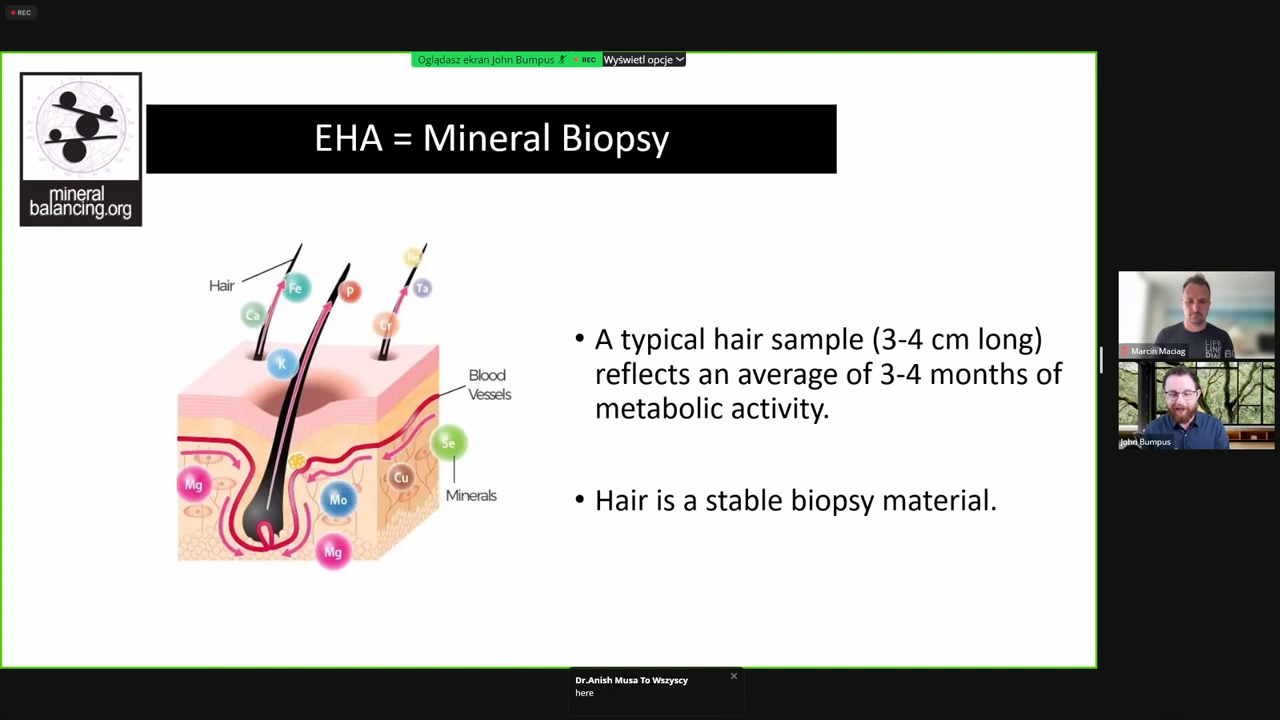 REC
Oglądasz ekran John Bumpus
REC
Wyświetl opcje
mineral
balancing.org
EHA = Mineral Biopsy
Hair
Fe
P
Ta
Ca
Cr
K
Blood
Vessels
Se
Mg
Mo
Cu
Minerals
Mg
• A typical hair sample (3-4 cm long)
reflects an average of 3-4 months of
metabolic activity.
• Hair is a stable biopsy material.
Marcin Maciag
John Bumpus
Dr.Anish Musa To Wszyscy
here